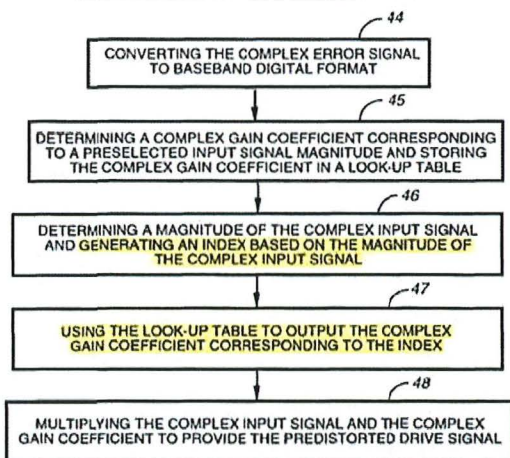 44
CONVERTING THE COMPLEX ERROR SIGNAL
TO BASEBAND DIGITAL FORMAT
45
DETERMINING A COMPLEX GAIN COEFFICIENT CORRESPONDING
TO A PRESELECTED INPUT SIGNAL MAGNITUDE AND STORING
THE COMPLEX GAIN COEFFICIENT IN A LOOK-UP TABLE
46
DETERMINING A MAGNITUDE OF THE COMPLEX INPUT SIGNAL
AND GENERATING AN INDEX BASED ON THE MAGNITUDE OF
THE COMPLEX INPUT SIGNAL
47
USING THE LOOK-UP TABLE TO OUTPUT THE COMPLEX
GAIN COEFFICIENT CORRESPONDING TO THE INDEX
48
MULTIPLYING THE COMPLEX INPUT SIGNAL AND THE COMPLEX
GAIN COEFFICIENT TO PROVIDE THE PREDISTORTED DRIVE SIGNAL